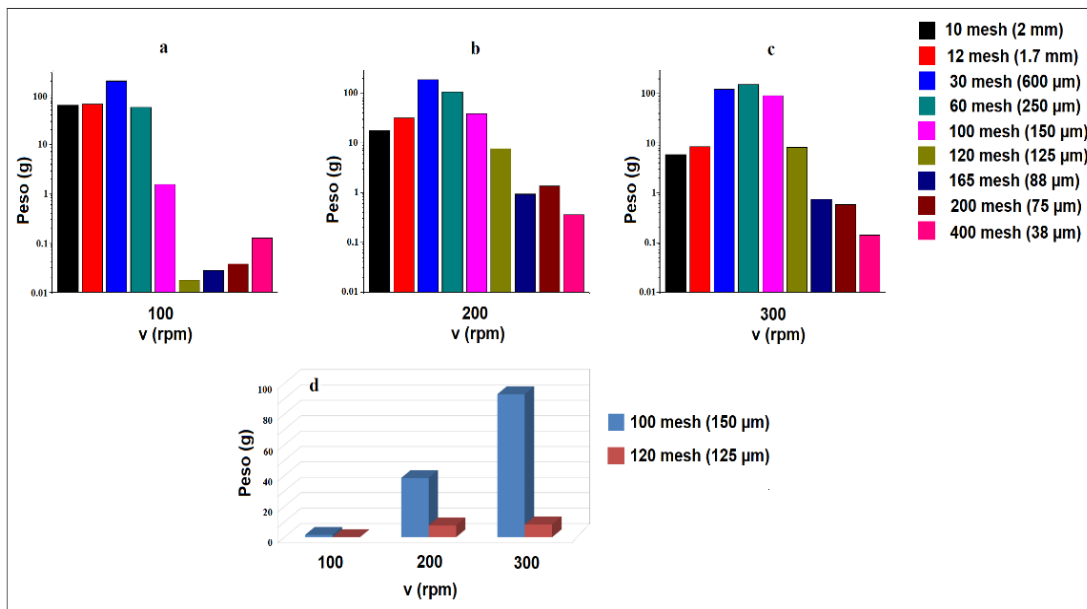 a
Peso (g)
100
10
1
0.1
0.01
100
v (rpm)
b
Peso (g)
100
10
1
0.1
0.01
200
v (rpm)
c
Peso (g)
100
10
1
0.1
0.01
300
v (rpm)
10 mesh (2 mm)
12 mesh (1.7 mm)
30 mesh (600 µm)
60 mesh (250 µm)
100 mesh (150 µm)
120 mesh (125 µm)
165 mesh (88 µm)
200 mesh (75 µm)
400 mesh (38 µm)
d
Peso (g)
100
80
60
40
20
0
100 200 300
v (rpm)
100 mesh (150 µm)
120 mesh (125 µm)